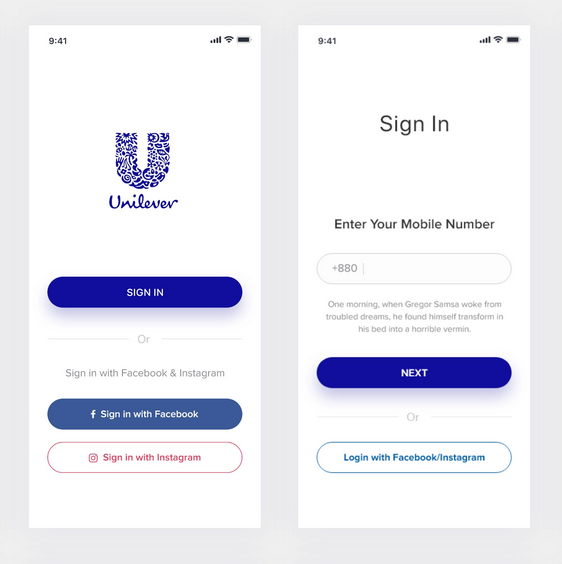 9:41
Unilever
SIGN IN
Or
Sign in with Facebook & Instagram
Sign in with Facebook
Sign in with Instagram
9:41
Sign In
Enter Your Mobile Number
+880
One morning, when Gregor Samsa woke from
troubled dreams, he found himself transform in
his bed into a horrible vermin.
NEXT
Or
Login with Facebook/Instagram